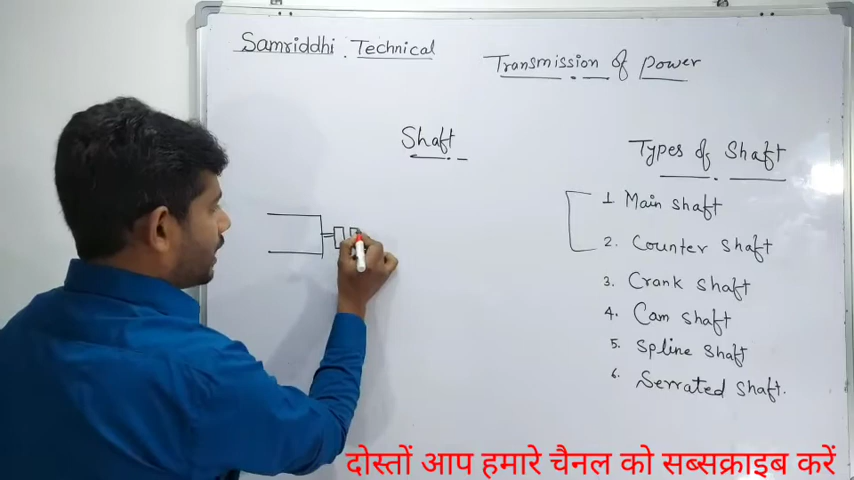 Samriddhi . Technical
Transmission of power
Shaft
Types of Shaft
1 Main shaft
2. Counter shaft
3. Crank shaft
4. Cam shaft
5. Spline shaft
6. Serrated shaft.
दोस्तों आप हमारे चैनल को सब्सक्राइब करें